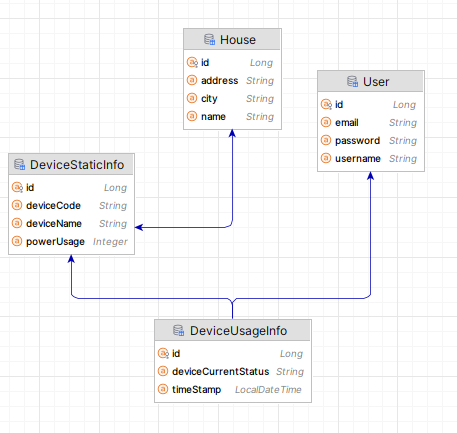 House
id Long
address String
city String
name String
User
id Long
email String
password String
username String
DeviceStaticInfo
id Long
deviceCode String
deviceName String
powerUsage Integer
DeviceUsageInfo
id Long
deviceCurrentStatus String
timeStamp LocalDateTime